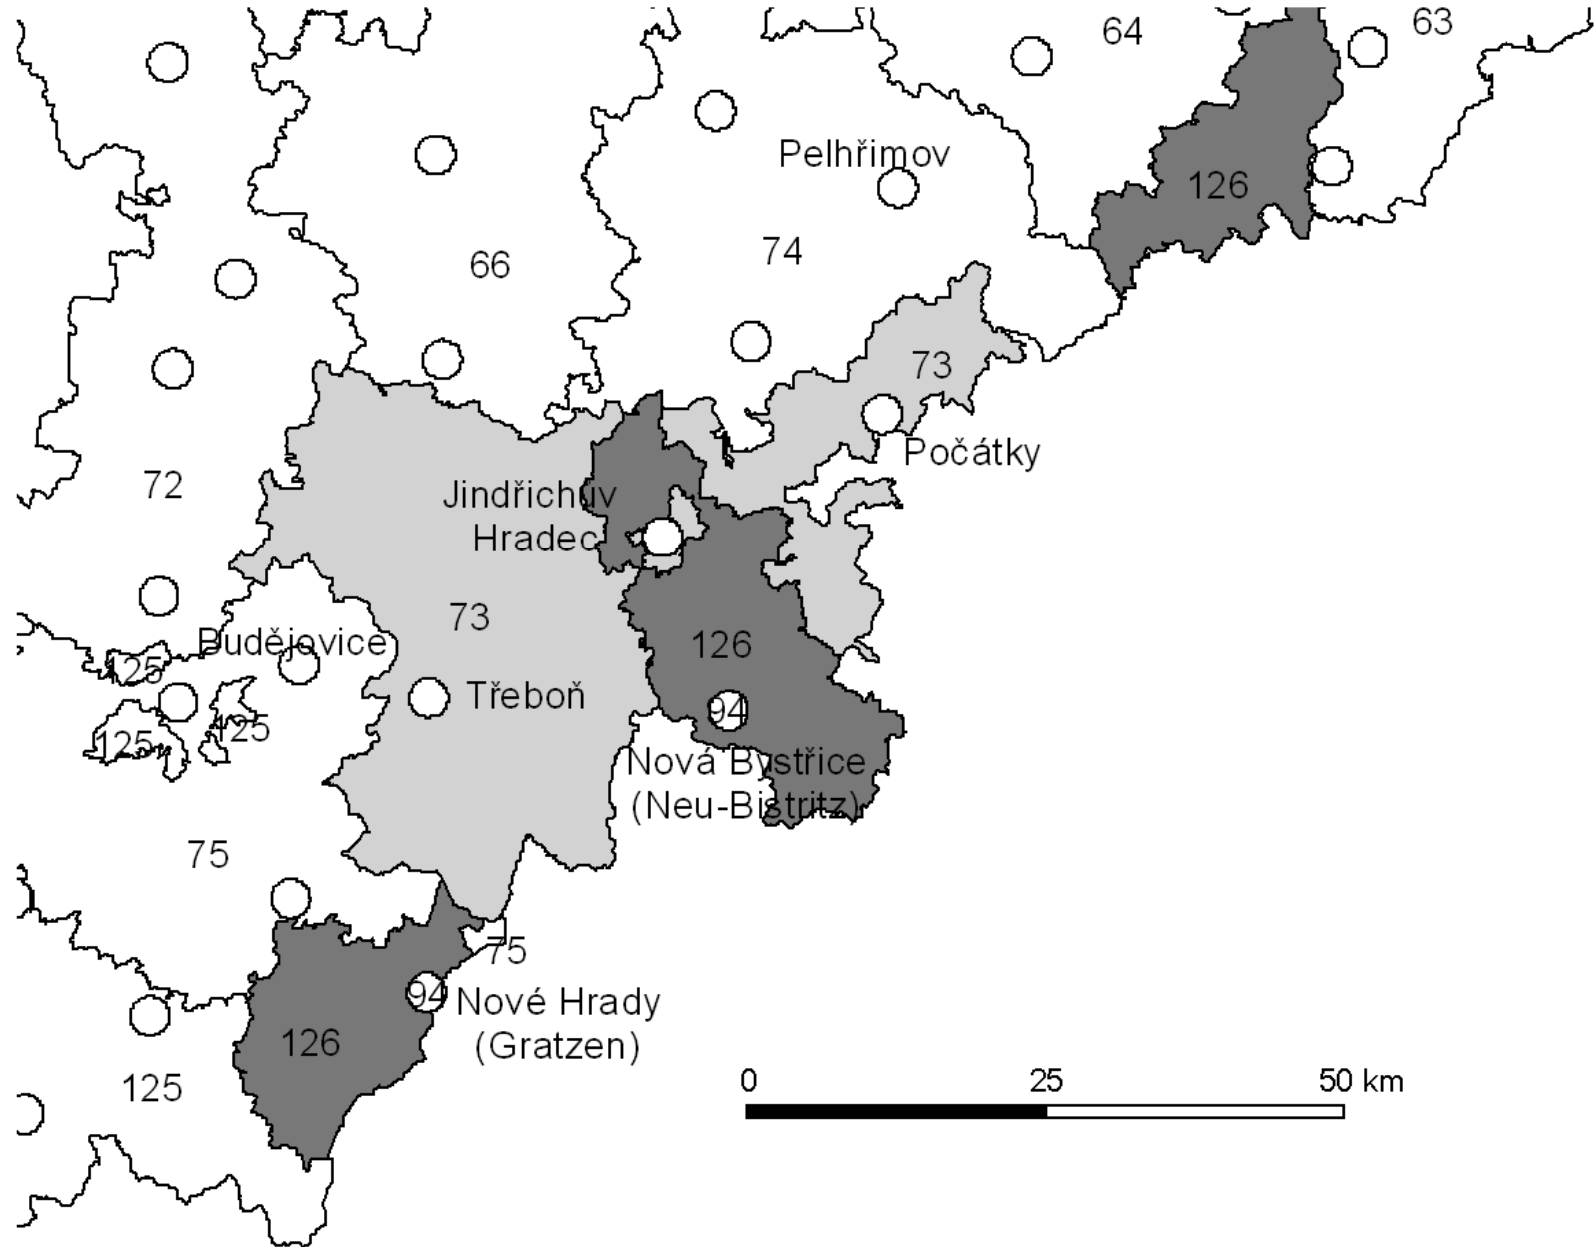 64
63
Pelhřimov
126
66
74
73
Počátky
72
Jindřichův
Hradec
73
126
Budějovice
125
Třeboň
94
125
125
Nová Bystřice
(Neu-Bistritz)
75
75
94
Nové Hrady
(Gratzen)
126
125
0 25 50 km